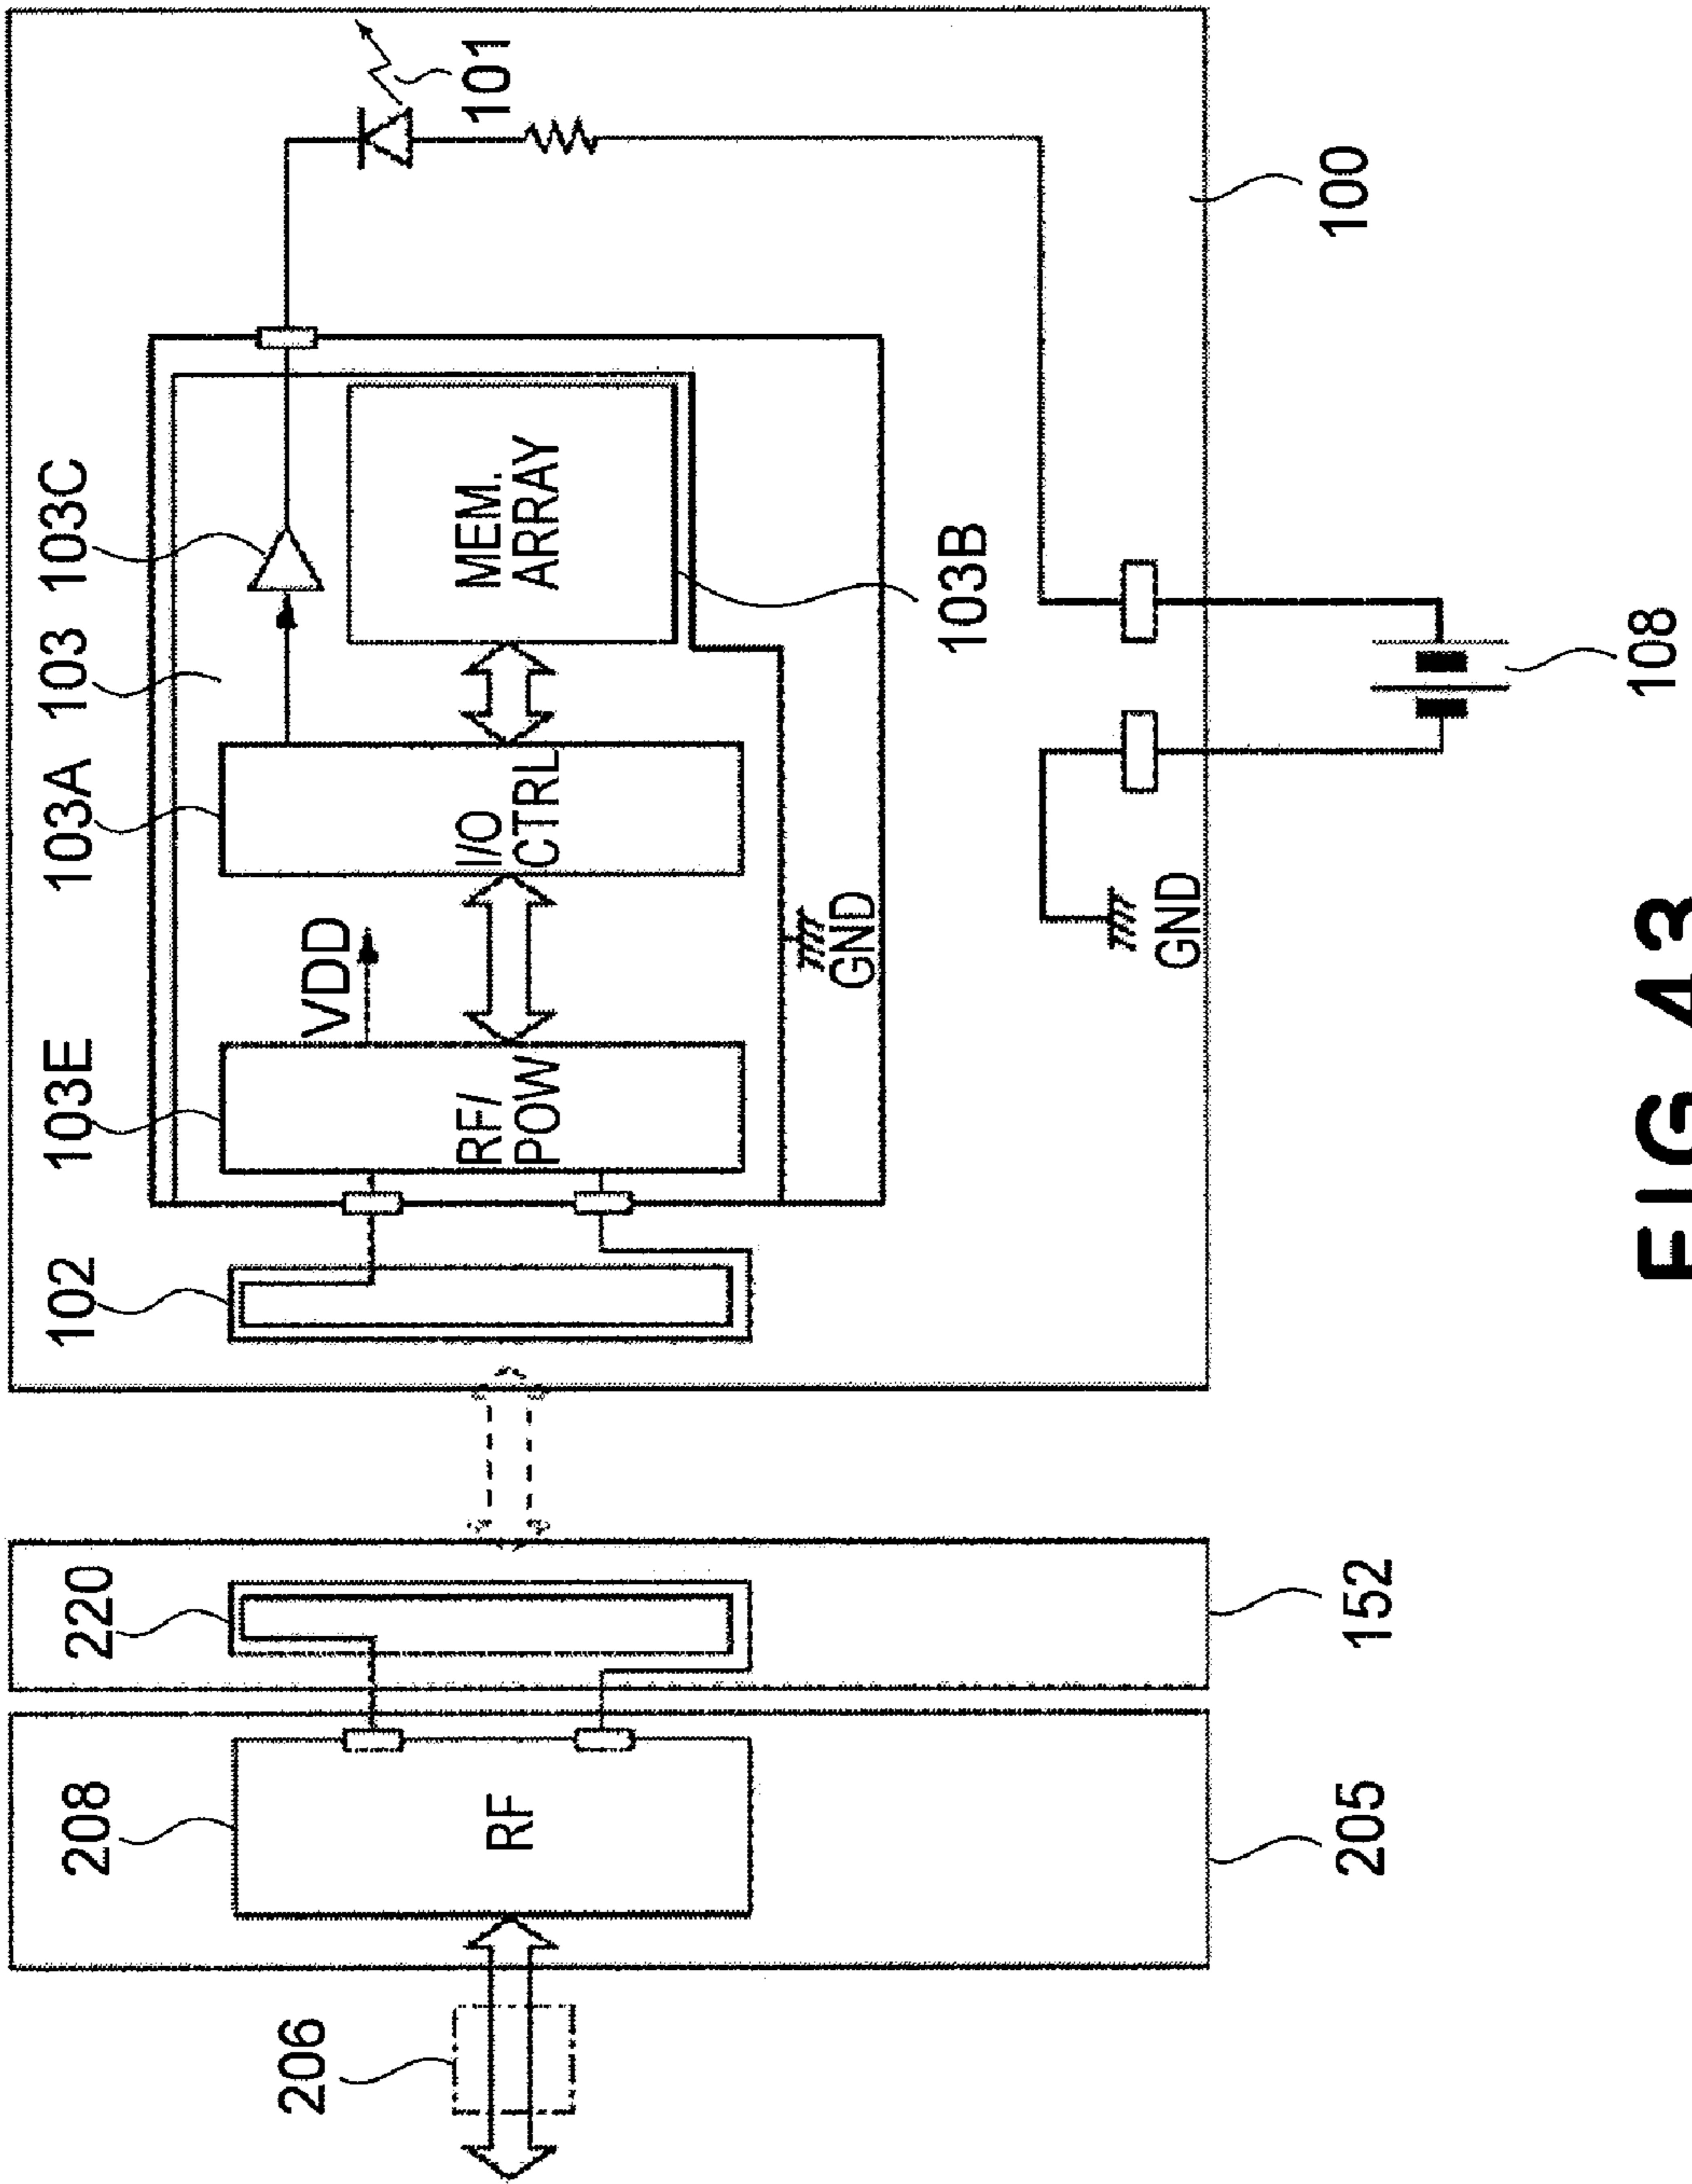 208
220
102
103E
103A
103
103C
206
VDD
101
RF
RF/
POW
I/O
CTRL
MEM.
ARRAY
GND
103B
GND
205
152
100
108
FIG.43